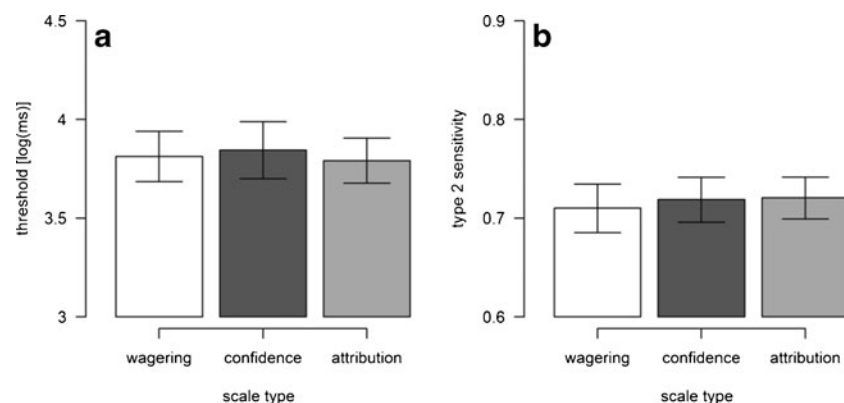 a
threshold [log(ms)]
4.5
4
3.5
3
wagering confidence attribution
scale type
b
type 2 sensitivity
0.9
0.8
0.7
0.6
wagering confidence attribution
scale type